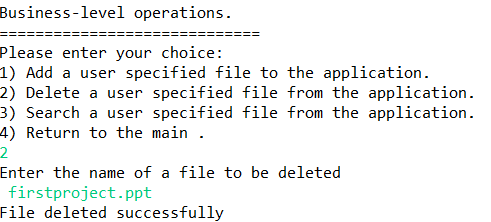 Business-level operations.
=============================
Please enter your choice:
1) Add a user specified file to the application.
2) Delete a user specified file from the application.
3) Search a user specified file from the application.
4) Return to the main .
2
Enter the name of a file to be deleted
 firstproject.ppt
File deleted successfully